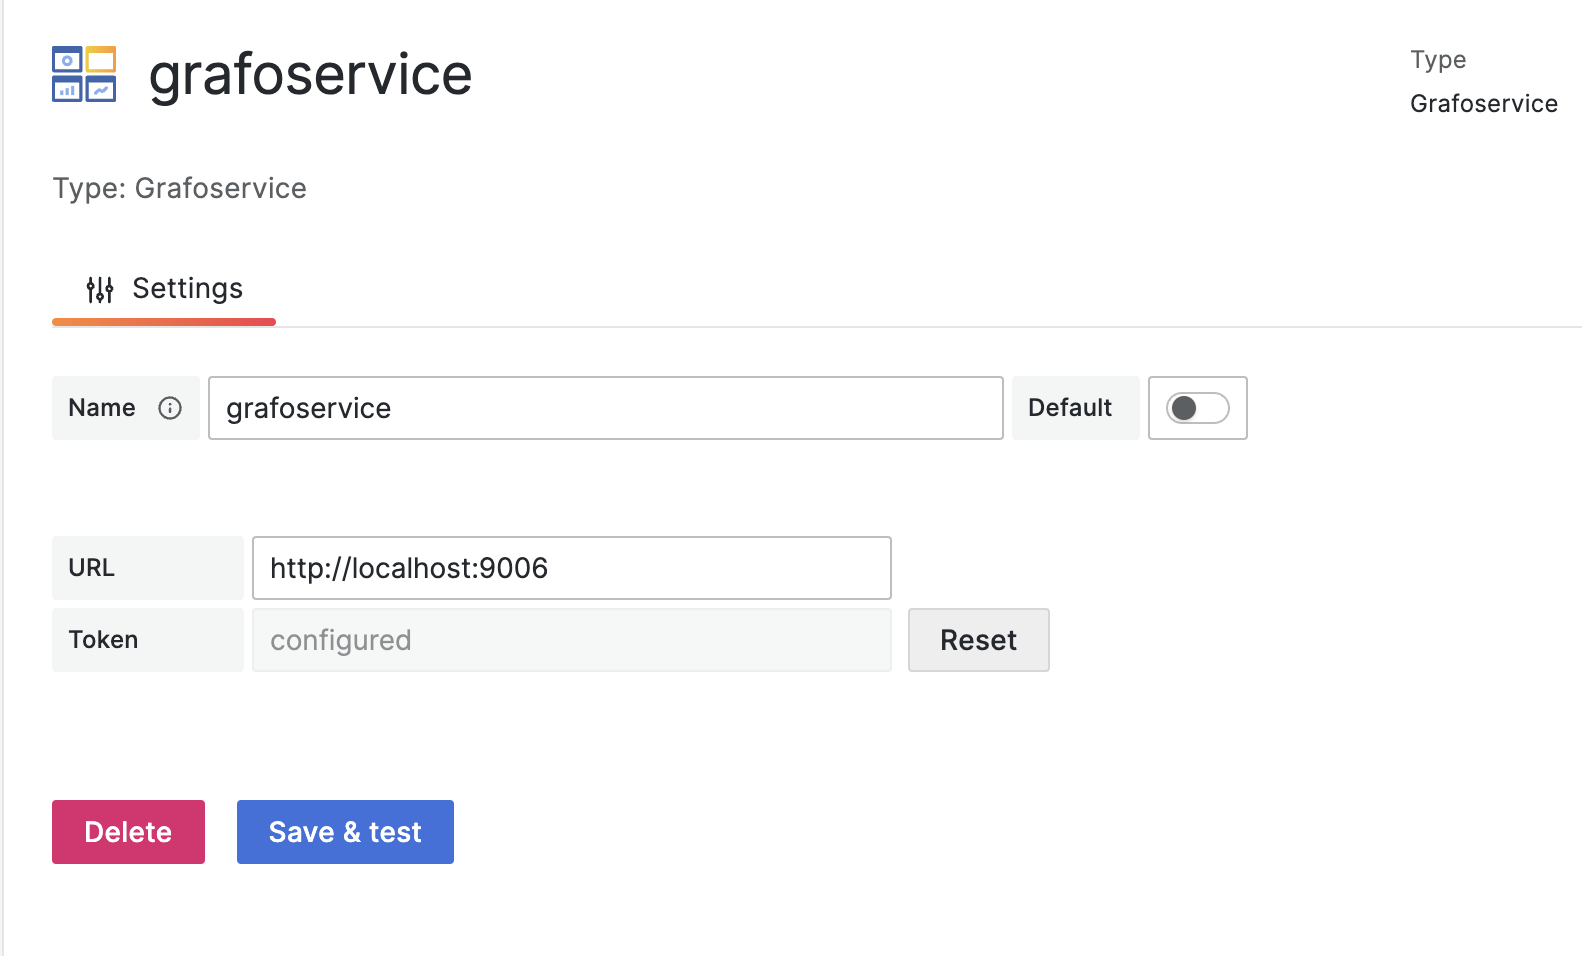 grafoservice
Type
Grafoservice
Type: Grafoservice
Settings
Name
grafoservice
Default
URL
http://localhost:9006
Token
configured
Reset
Delete
Save & test